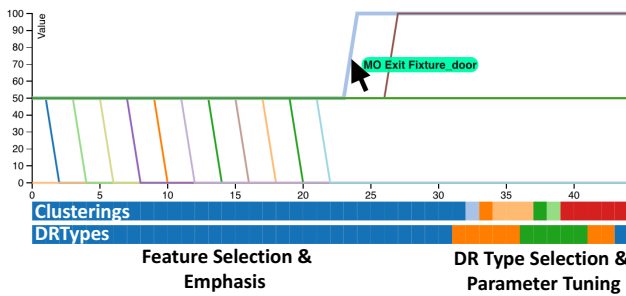 100
90
80
70
60
50
40
30
20
10
0
Value
MO Exit Fixture_door
0 5 10 15 20 25 30 35 40
Clusterings
DRTypes
Feature Selection & DR Type Selection &
Emphasis Parameter Tuning